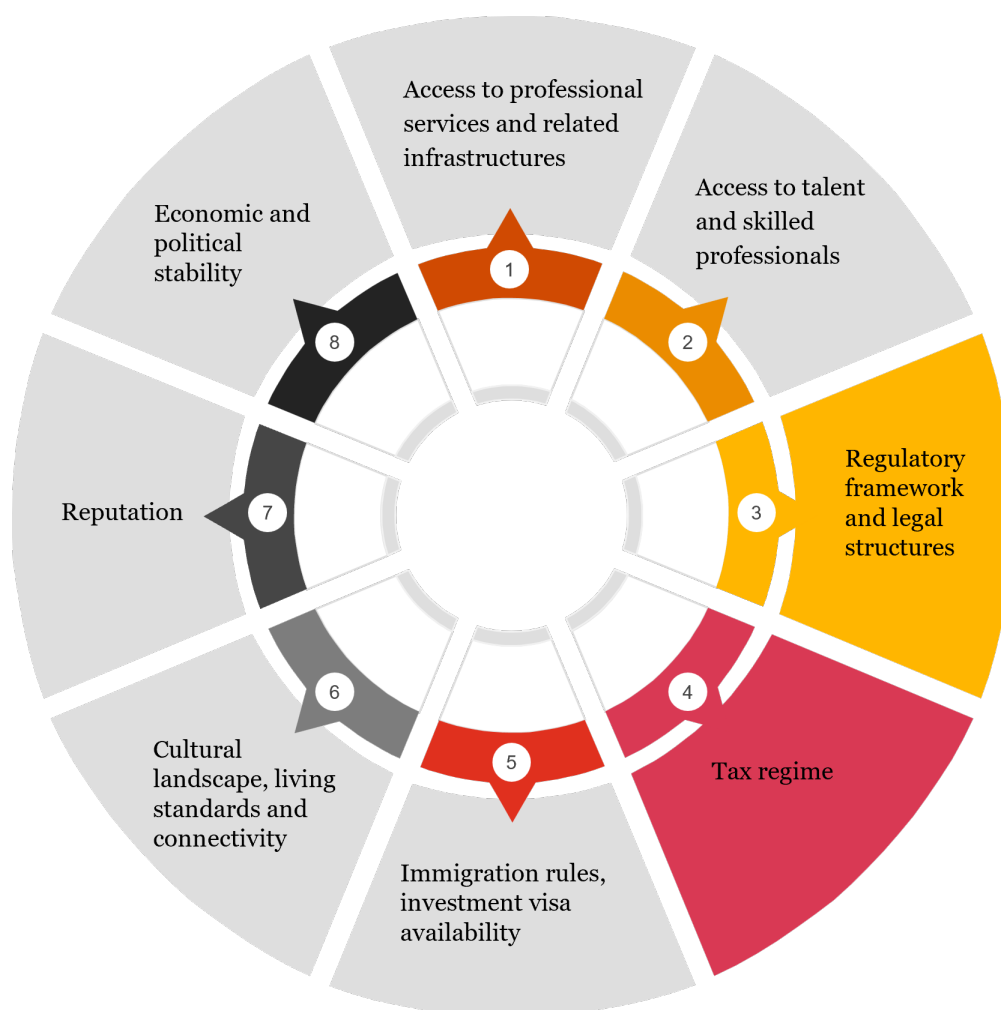 Access to professional
services and related
infrastructures
1
Access to talent
and skilled
professionals
2
Regulatory
framework
and legal
structures
3
Tax regime
4
Immigration rules,
investment visa
availability
5
Cultural
landscape, living
standards and
connectivity
6
Reputation
7
Economic and
political
stability
8